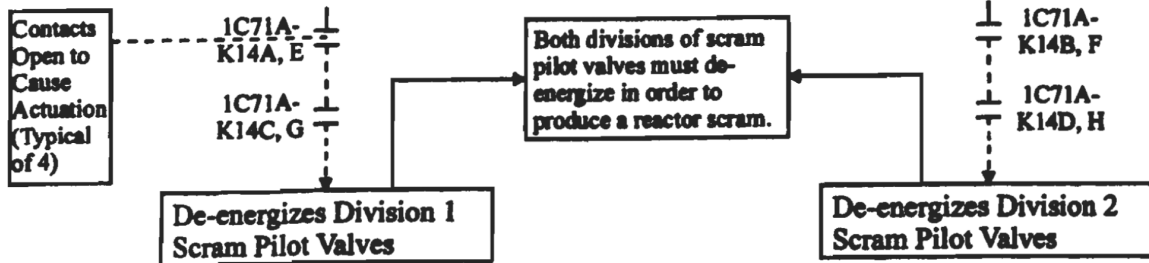 Contacts
Open to
Cause
Actuation
(Typical
of 4)
1C71A-
K14A, E
1C71A-
K14C, G
De-energizes Division 1
Scram Pilot Valves
Both divisions of scram
pilot valves must de-
energize in order to
produce a reactor scram.
1C71A-
K14B, F
1C71A-
K14D, H
De-energizes Division 2
Scram Pilot Valves